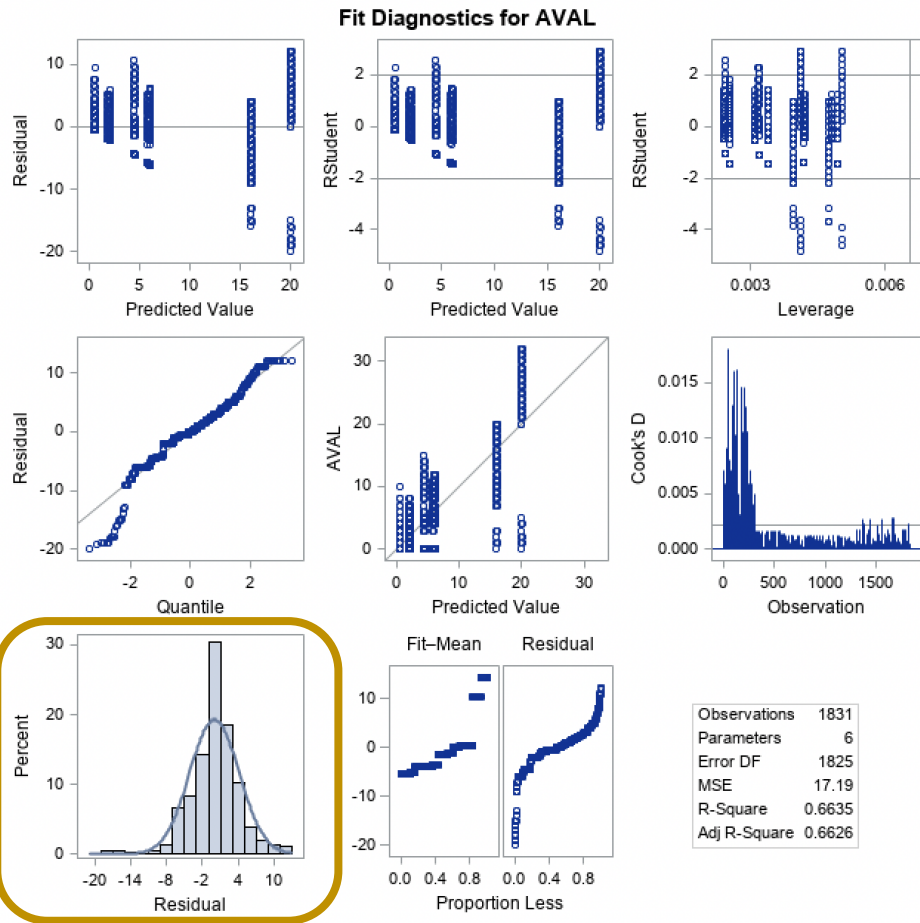 Fit Diagnostics for AVAL
Residual
10
0
-10
-20
0 5 10 15 20
Predicted Value
RStudent
2
0
-2
-4
0 5 10 15 20
Predicted Value
RStudent
2
0
-2
-4
0.003 0.006
Leverage
Residual
10
0
-10
-20
-2 0 2
Quantile
AVAL
30
20
10
0
0 10 20 30
Predicted Value
Cook's D
0.015
0.010
0.005
0.000
0 500 1000 1500
Observation
Percent
30
20
10
0
-20 -14 -8 -2 4 10
Residual
Fit–Mean Residual
10
0
-10
-20
0.0 0.4 0.8 0.0 0.4 0.8
Proportion Less
Observations 1831
Parameters 6
Error DF 1825
MSE 17.19
R-Square 0.6635
Adj R-Square 0.6626